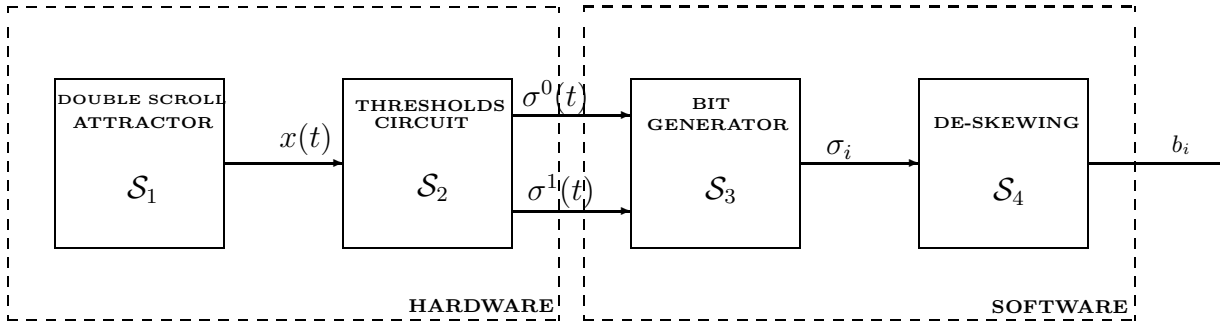 DOUBLE SCROLL
ATTRACTOR
𝒮₁
x(t)
THRESHOLDS
CIRCUIT
𝒮₂
σ⁰(t)
σ¹(t)
BIT
GENERATOR
𝒮₃
σᵢ
DE-SKEWING
𝒮₄
bᵢ
HARDWARE
SOFTWARE